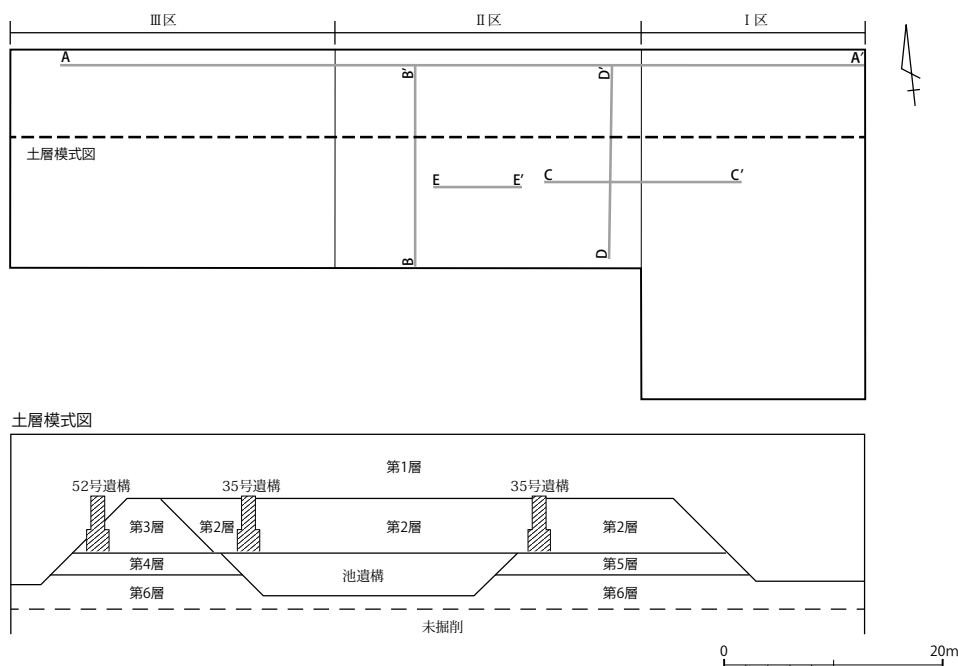 Ⅲ区 Ⅱ区 Ⅰ区
A A′
B′ D′
土層模式図
E E′ C C′
B D
土層模式図
第1層
52号遺構 35号遺構 35号遺構
第3層 第2層 第2層 第2層
第4層 第5層
池遺構
第6層 第6層
未掘削
0 20m